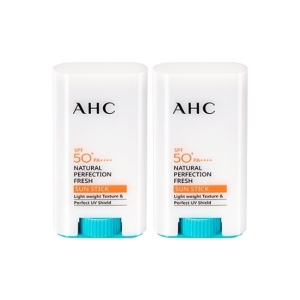 AHC
SPF
50+ PA++++
NATURAL
PERFECTION
FRESH
SUN STICK
Light weight Texture &
Perfect UV Shield
AHC
SPF
50+ PA++++
NATURAL
PERFECTION
FRESH
SUN STICK
Light weight Texture &
Perfect UV Shield